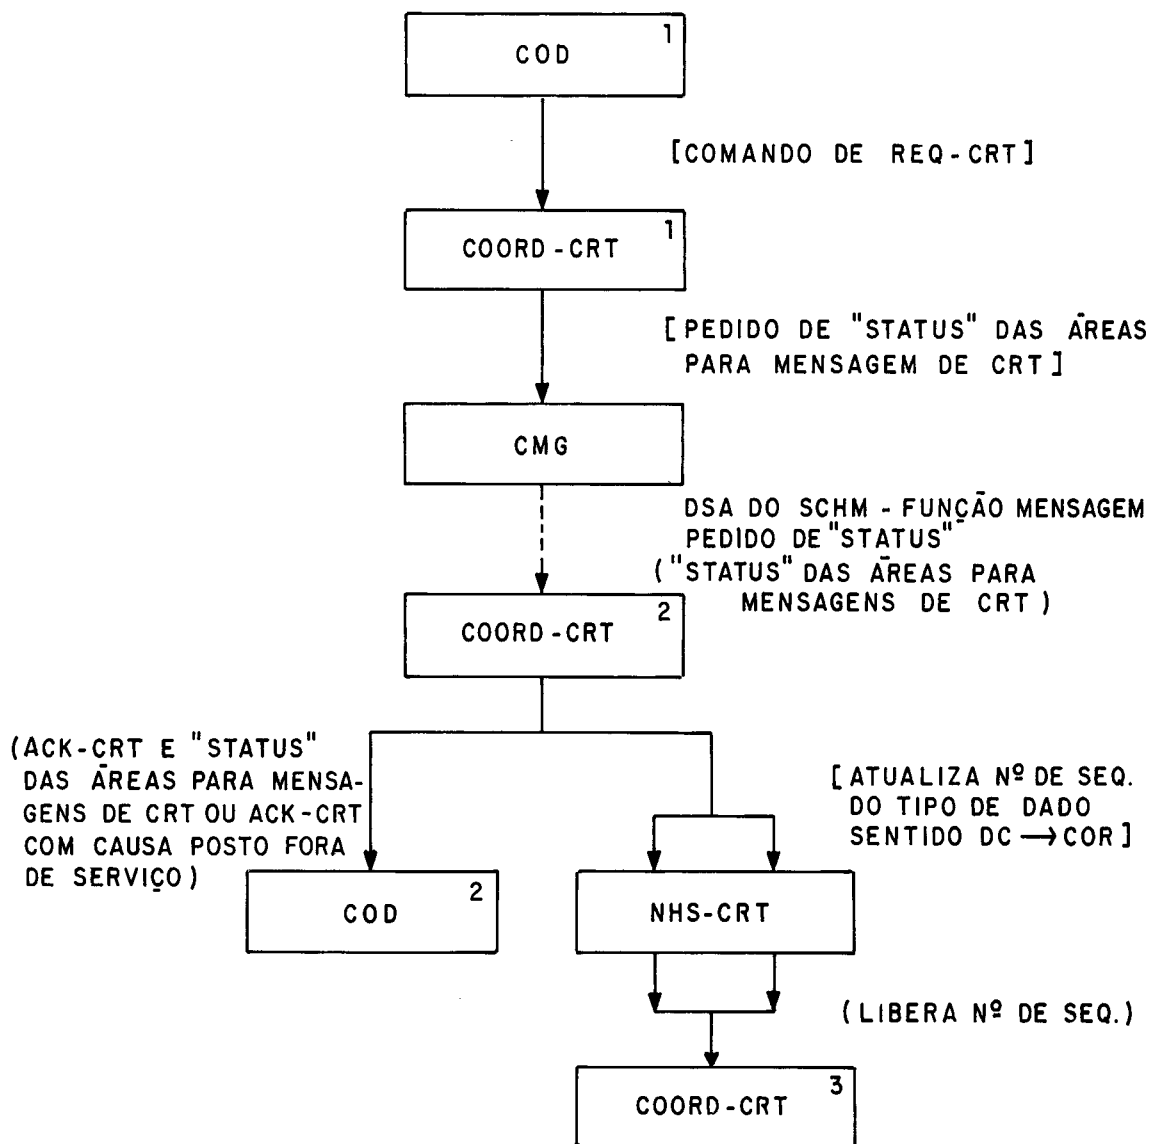 1
COD
[COMANDO DE REQ-CRT]
1
COORD-CRT
[PEDIDO DE "STATUS" DAS ĀREAS
PARA MENSAGEM DE CRT]
CMG
DSA DO SCHM - FUNÇÃO MENSAGEM
PEDIDO DE "STATUS"
("STATUS" DAS ĀREAS PARA
MENSAGENS DE CRT)
2
COORD-CRT
(ACK-CRT E "STATUS"
DAS ĀREAS PARA MENSA-
GENS DE CRT OU ACK-CRT
COM CAUSA POSTO FORA
DE SERVIÇO)
[ATUALIZA Nº DE SEQ.
DO TIPO DE DADO
SENTIDO DC → COR]
2
COD
NHS-CRT
(LIBERA Nº DE SEQ.)
3
COORD-CRT